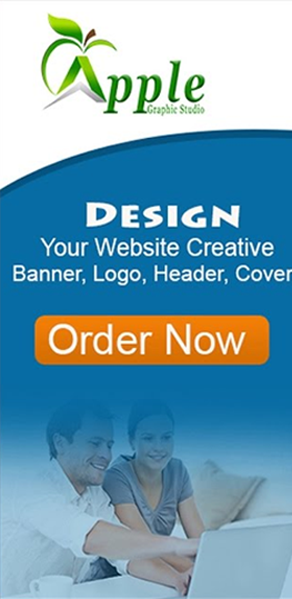 Apple
Graphic Studio
DESIGN
Your Website Creative
Banner, Logo, Header, Cover
Order Now